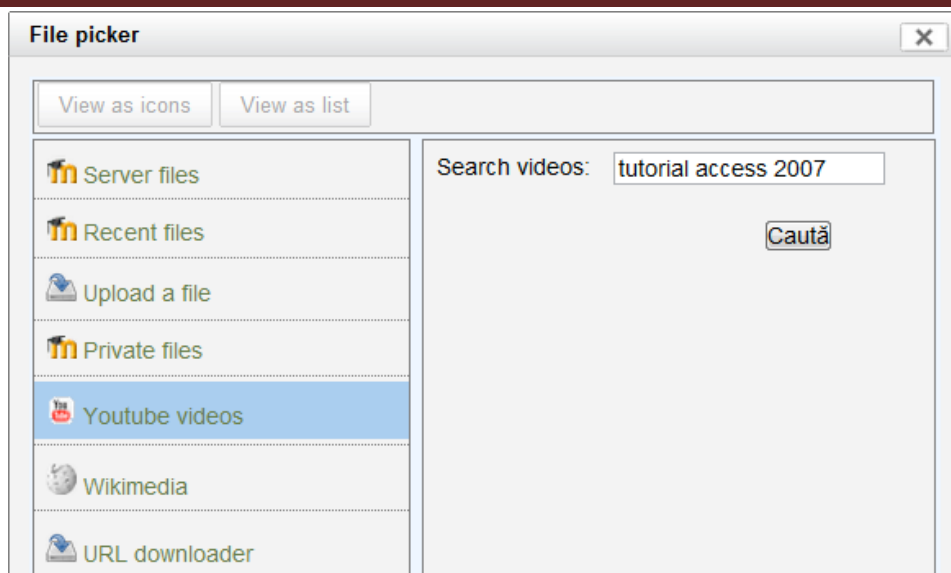 File picker
View as icons View as list
Server files
Recent files
Upload a file
Private files
Youtube videos
Wikimedia
URL downloader
Search videos: tutorial access 2007
Caută